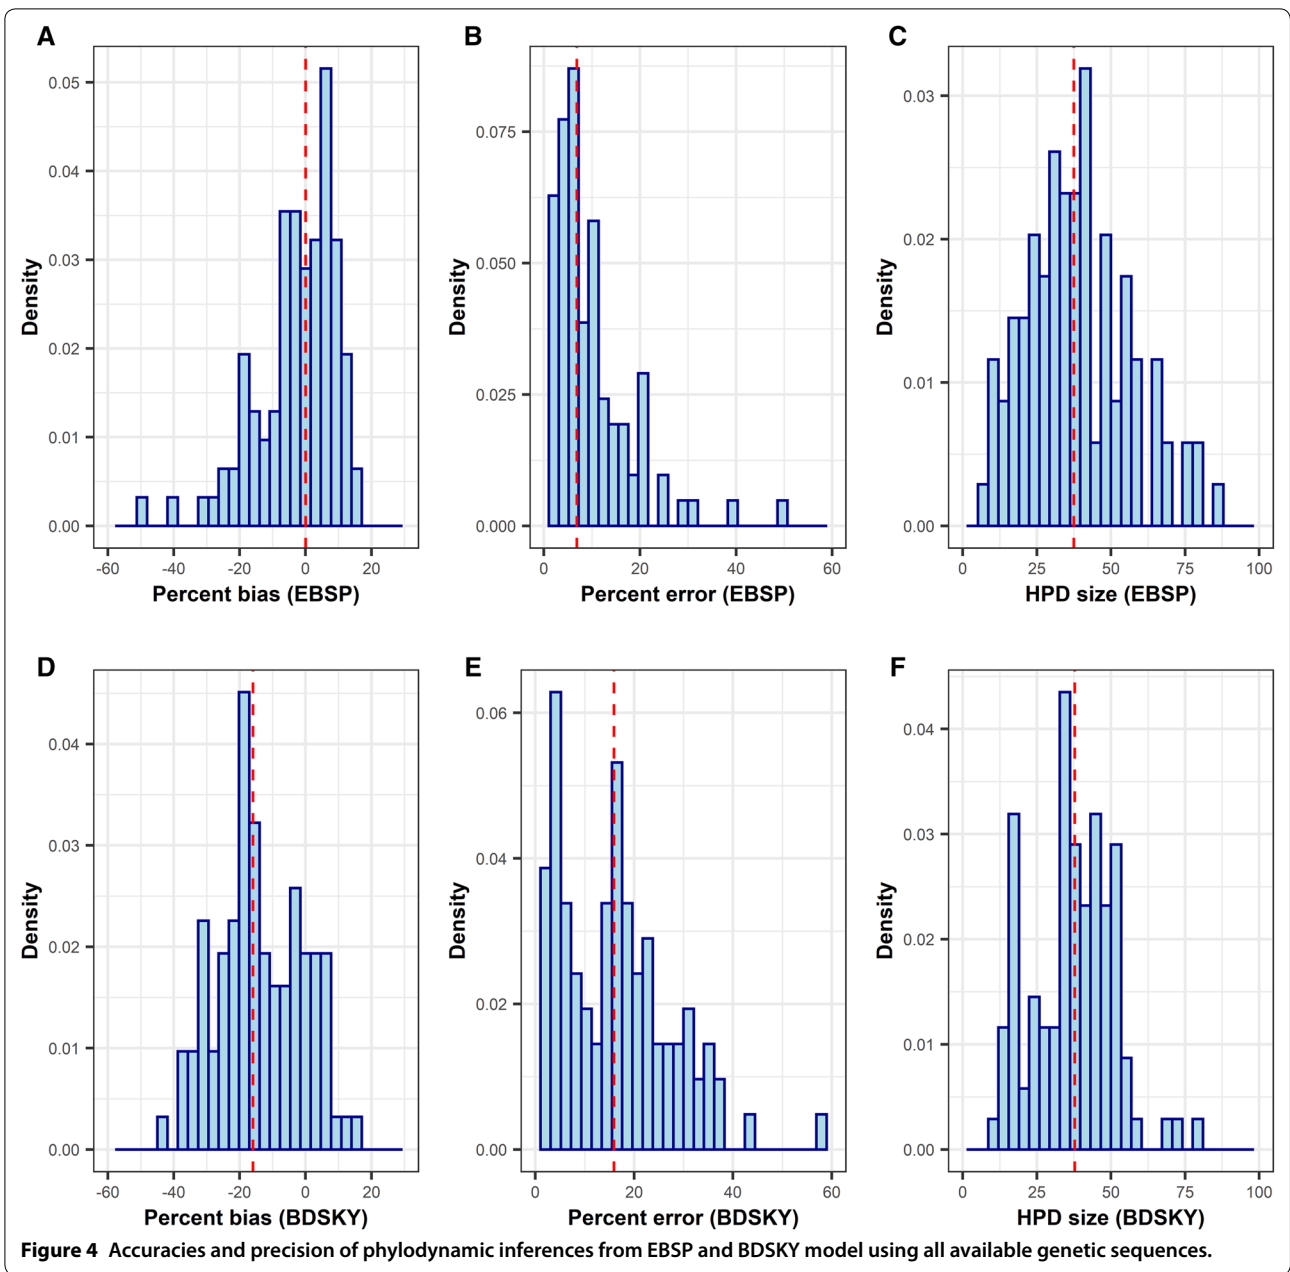 A
B
C
0.05
0.04
0.03
0.02
0.01
0.00
Density
-60 -40 -20 0 20
Percent bias (EBSP)
0.075
0.050
0.025
0.000
Density
0 20 40 60
Percent error (EBSP)
0.03
0.02
0.01
0.00
Density
0 25 50 75 100
HPD size (EBSP)
D
E
F
0.04
0.03
0.02
0.01
0.00
Density
-60 -40 -20 0 20
Percent bias (BDSKY)
0.06
0.04
0.02
0.00
Density
0 20 40 60
Percent error (BDSKY)
0.04
0.03
0.02
0.01
0.00
Density
0 25 50 75 100
HPD size (BDSKY)
Figure 4 Accuracies and precision of phylodynamic inferences from EBSP and BDSKY model using all available genetic sequences.